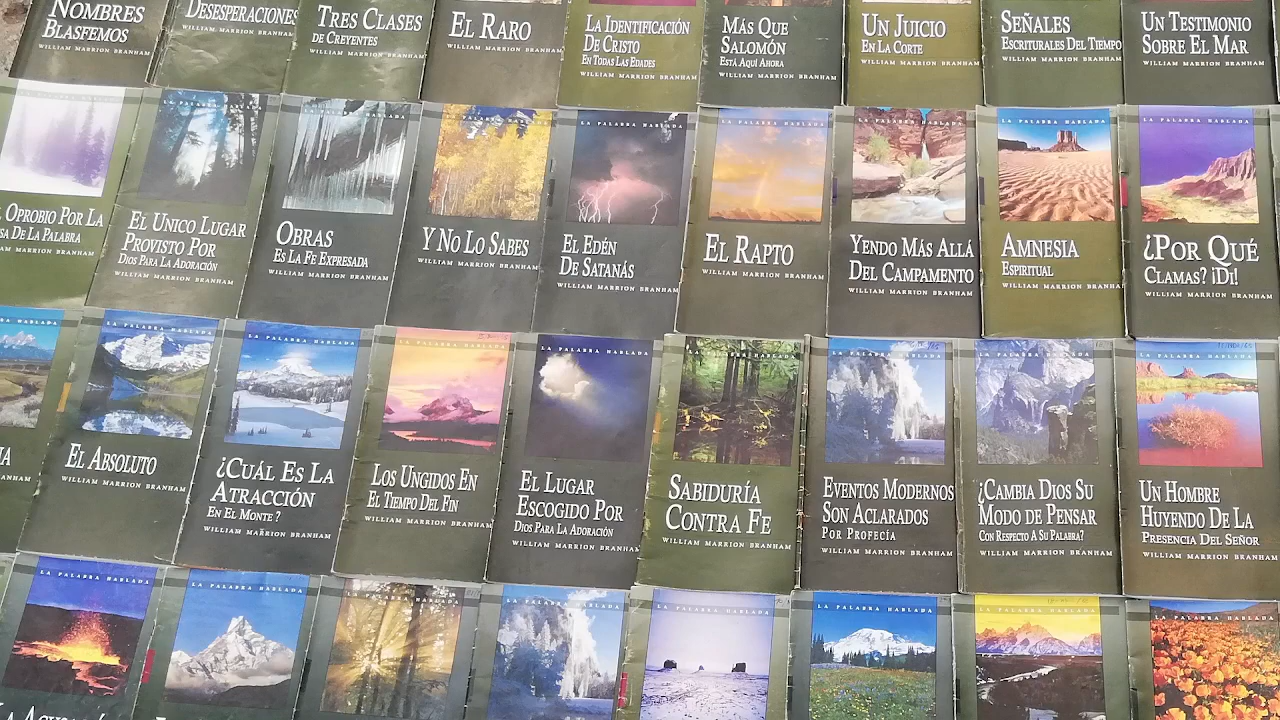 NOMBRES
BLASFEMOS
WILLIAM MARRION BRANHAM
DESESPERACIONES
WILLIAM MARRION BRANHAM
TRES CLASES
DE CREYENTES
WILLIAM MARRION BRANHAM
EL RARO
WILLIAM MARRION BRANHAM
LA IDENTIFICACIÓN
DE CRISTO
EN TODAS LAS EDADES
WILLIAM MARRION BRANHAM
MÁS QUE
SALOMÓN
ESTÁ AQUÍ AHORA
WILLIAM MARRION BRANHAM
UN JUICIO
EN LA CORTE
WILLIAM MARRION BRANHAM
SEÑALES
ESCRITURALES DEL TIEMPO
WILLIAM MARRION BRANHAM
UN TESTIMONIO
SOBRE EL MAR
WILLIAM MARRION BRANHAM
OPROBIO POR LA
DE LA PALABRA
WILLIAM MARRION BRANHAM
LA PALABRA HABLADA
EL UNICO LUGAR
PROVISTO POR
DIOS PARA LA ADORACIÓN
WILLIAM MARRION BRANHAM
LA PALABRA HABLADA
OBRAS
ES LA FE EXPRESADA
WILLIAM MARRION BRANHAM
LA PALABRA HABLADA
Y NO LO SABES
WILLIAM MARRION BRANHAM
LA PALABRA HABLADA
EL EDÉN
DE SATANÁS
WILLIAM MARRION BRANHAM
LA PALABRA HABLADA
EL RAPTO
WILLIAM MARRION BRANHAM
LA PALABRA HABLADA
YENDO MÁS ALLÁ
DEL CAMPAMENTO
WILLIAM MARRION BRANHAM
LA PALABRA HABLADA
AMNESIA
ESPIRITUAL
WILLIAM MARRION BRANHAM
LA PALABRA HABLADA
¿POR QUÉ
CLAMAS? ¡DI!
WILLIAM MARRION BRANHAM
HABLADA
LA PALABRA HABLADA
EL ABSOLUTO
WILLIAM MARRION BRANHAM
LA PALABRA HABLADA
¿CUÁL ES LA
ATRACCIÓN
EN EL MONTE?
WILLIAM MARRION BRANHAM
LA PALABRA HABLADA
LOS UNGIDOS EN
EL TIEMPO DEL FIN
WILLIAM MARRION BRANHAM
LA PALABRA HABLADA
EL LUGAR
ESCOGIDO POR
DIOS PARA LA ADORACIÓN
WILLIAM MARRION BRANHAM
LA PALABRA HABLADA
SABIDURÍA
CONTRA FE
WILLIAM MARRION BRANHAM
LA PALABRA HABLADA
EVENTOS MODERNOS
SON ACLARADOS
POR PROFECÍA
WILLIAM MARRION BRANHAM
LA PALABRA HABLADA
¿CAMBIA DIOS SU
MODO DE PENSAR
CON RESPECTO A SU PALABRA?
WILLIAM MARRION BRANHAM
LA PALABRA HABLADA
UN HOMBRE
HUYENDO DE LA
PRESENCIA DEL SEÑOR
WILLIAM MARRION BRANHAM
LA PALABRA HABLADA
LA PALABRA HABLADA
LA PALABRA HABLADA
LA PALABRA HABLADA
LA PALABRA HABLADA
LA PALABRA HABLADA
LA PALABRA HABLADA
LA PALABRA HABLADA